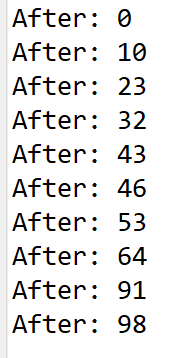 After: 0
After: 10
After: 23
After: 32
After: 43
After: 46
After: 53
After: 64
After: 91
After: 98